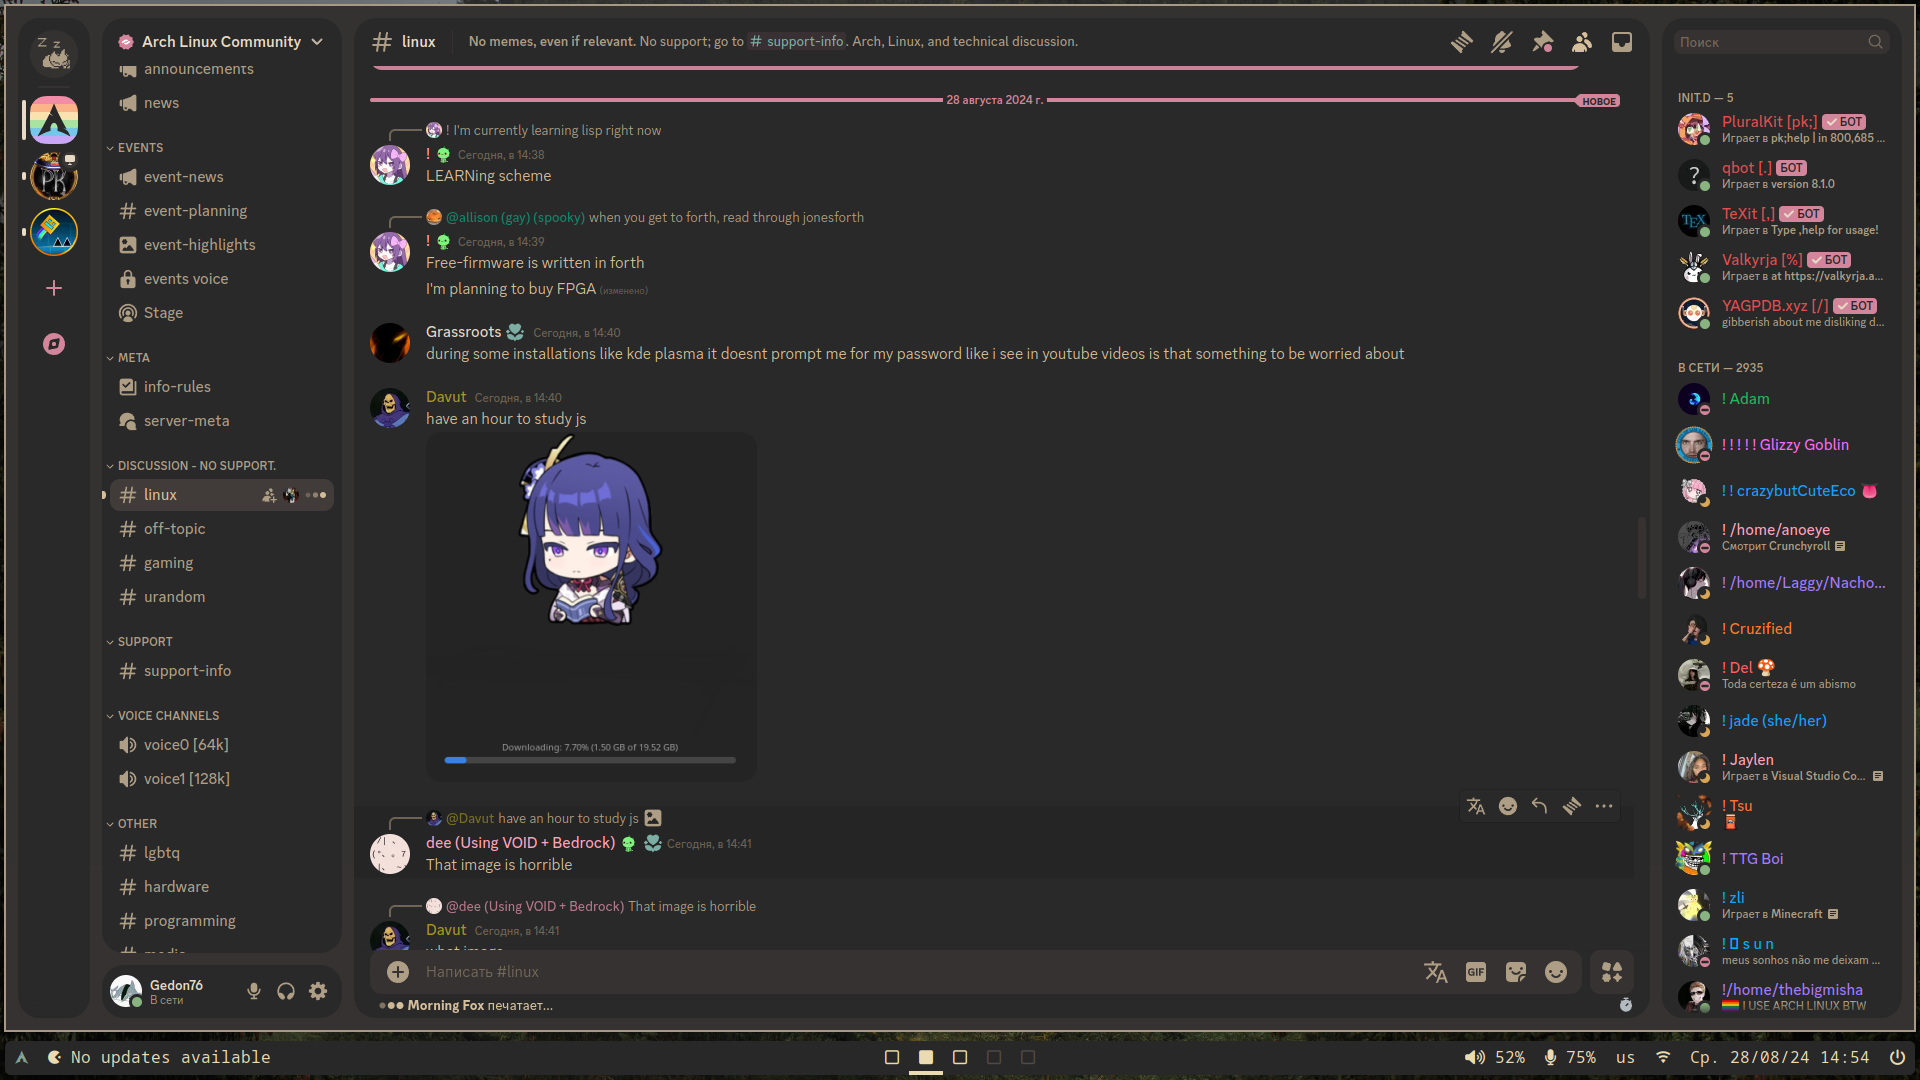 Arch Linux Community
announcements
news
EVENTS
event-news
event-planning
event-highlights
events voice
Stage
META
info-rules
server-meta
DISCUSSION - NO SUPPORT.
linux
off-topic
gaming
urandom
SUPPORT
support-info
VOICE CHANNELS
voice0 [64k]
voice1 [128k]
OTHER
lgbtq
hardware
programming
Gedon76
В сети
linux
No memes, even if relevant. No support; go to # support-info. Arch, Linux, and technical discussion.
28 августа 2024 г.
НОВОЕ
! I'm currently learning lisp right now
! Сегодня, в 14:38
LEARNing scheme
@allison (gay) (spooky) when you get to forth, read through jonesforth
! Сегодня, в 14:39
Free-firmware is written in forth
I'm planning to buy FPGA (изменено)
Grassroots Сегодня, в 14:40
during some installations like kde plasma it doesnt prompt me for my password like i see in youtube videos is that something to be worried about
Davut Сегодня, в 14:40
have an hour to study js
Downloading: 7.70% (1.50 GB of 19.52 GB)
@Davut have an hour to study js
dee (Using VOID + Bedrock) Сегодня, в 14:41
That image is horrible
@dee (Using VOID + Bedrock) That image is horrible
Davut Сегодня, в 14:41
Написать #linux
GIF
Morning Fox печатает...
Поиск
INIT.D — 5
PluralKit [pk;] БОТ
Играет в pk;help | in 800,685 ...
qbot [.] БОТ
Играет в version 8.1.0
TeXit [,] БОТ
Играет в Type ,help for usage!
Valkyrja [%] БОТ
Играет в at https://valkyrja.a...
YAGPDB.xyz [/] БОТ
gibberish about me disliking d...
В СЕТИ — 2935
! Adam
! ! ! ! ! Glizzy Goblin
! ! crazybutCuteEco
! /home/anoeye
Смотрит Crunchyroll
! /home/Laggy/Nacho...
! Cruzified
! Del
Toda certeza é um abismo
! jade (she/her)
! Jaylen
Играет в Visual Studio Co...
! Tsu
! TTG Boi
! zli
Играет в Minecraft
! s u n
meus sonhos não me deixam ...
!/home/thebigmisha
! USE ARCH LINUX BTW
No updates available
52% 75% us Ср. 28/08/24 14:54